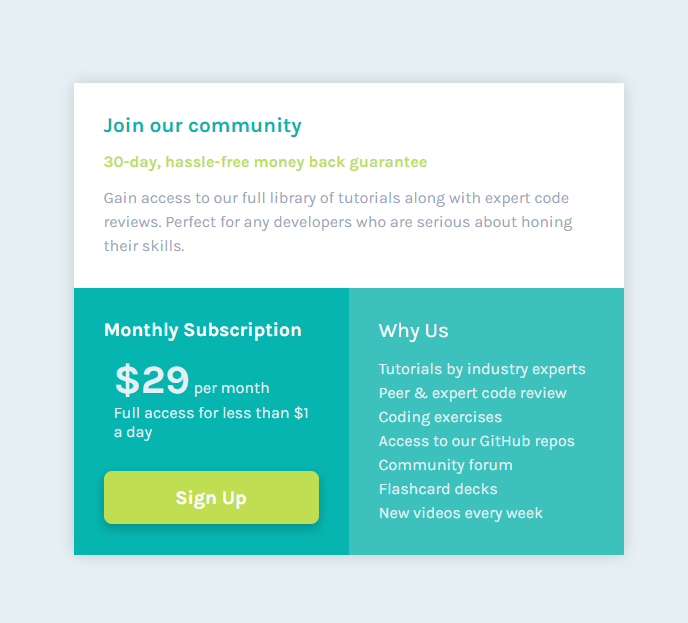 Join our community
30-day, hassle-free money back guarantee
Gain access to our full library of tutorials along with expert code
reviews. Perfect for any developers who are serious about honing
their skills.
Monthly Subscription
$29 per month
Full access for less than $1
a day
Sign Up
Why Us
Tutorials by industry experts
Peer & expert code review
Coding exercises
Access to our GitHub repos
Community forum
Flashcard decks
New videos every week